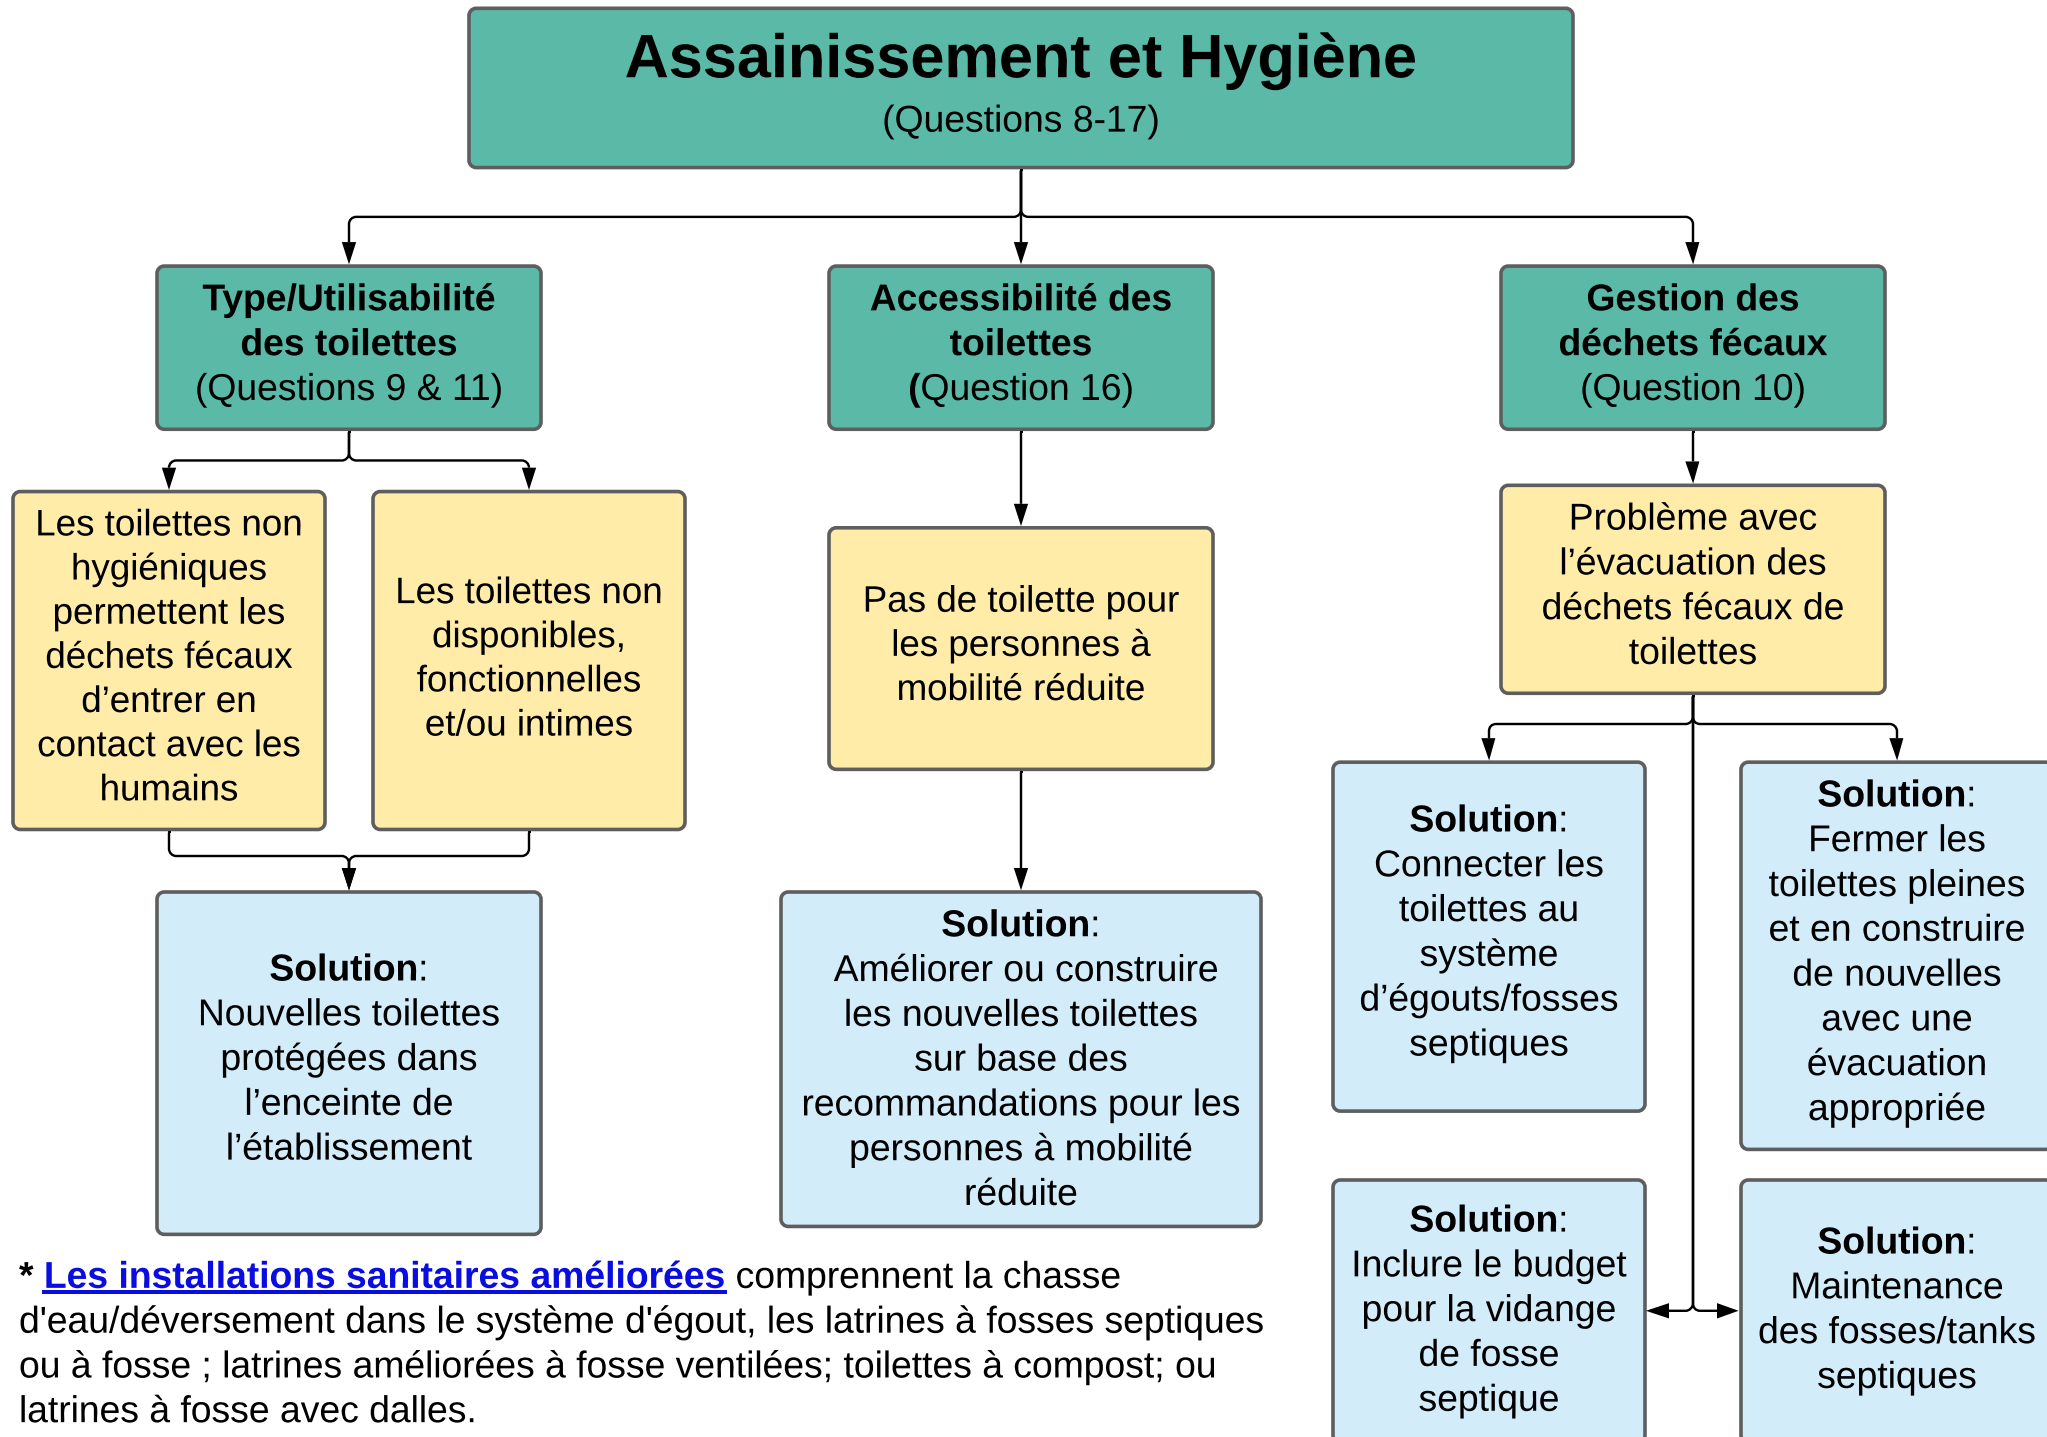 Assainissement et Hygiène
(Questions 8-17)
Type/Utilisabilité
des toilettes
(Questions 9 & 11)
Accessibilité des
toilettes
(Question 16)
Gestion des
déchets fécaux
(Question 10)
Les toilettes non
hygiéniques
permettent les
déchets fécaux
d’entrer en
contact avec les
humains
Les toilettes non
disponibles,
fonctionnelles
et/ou intimes
Pas de toilette pour
les personnes à
mobilité réduite
Problème avec
l’évacuation des
déchets fécaux de
toilettes
Solution:
Nouvelles toilettes
protégées dans
l’enceinte de
l’établissement
Solution:
Améliorer ou construire
les nouvelles toilettes
sur base des
recommandations pour les
personnes à mobilité
réduite
Solution:
Connecter les
toilettes au
système
d’égouts/fosses
septiques
Solution:
Fermer les
toilettes pleines
et en construire
de nouvelles
avec une
évacuation
appropriée
Solution:
Inclure le budget
pour la vidange
de fosse
septique
Solution:
Maintenance
des fosses/tanks
septiques
* Les installations sanitaires améliorées comprennent la chasse
d'eau/déversement dans le système d'égout, les latrines à fosses septiques
ou à fosse ; latrines améliorées à fosse ventilées; toilettes à compost; ou
latrines à fosse avec dalles.